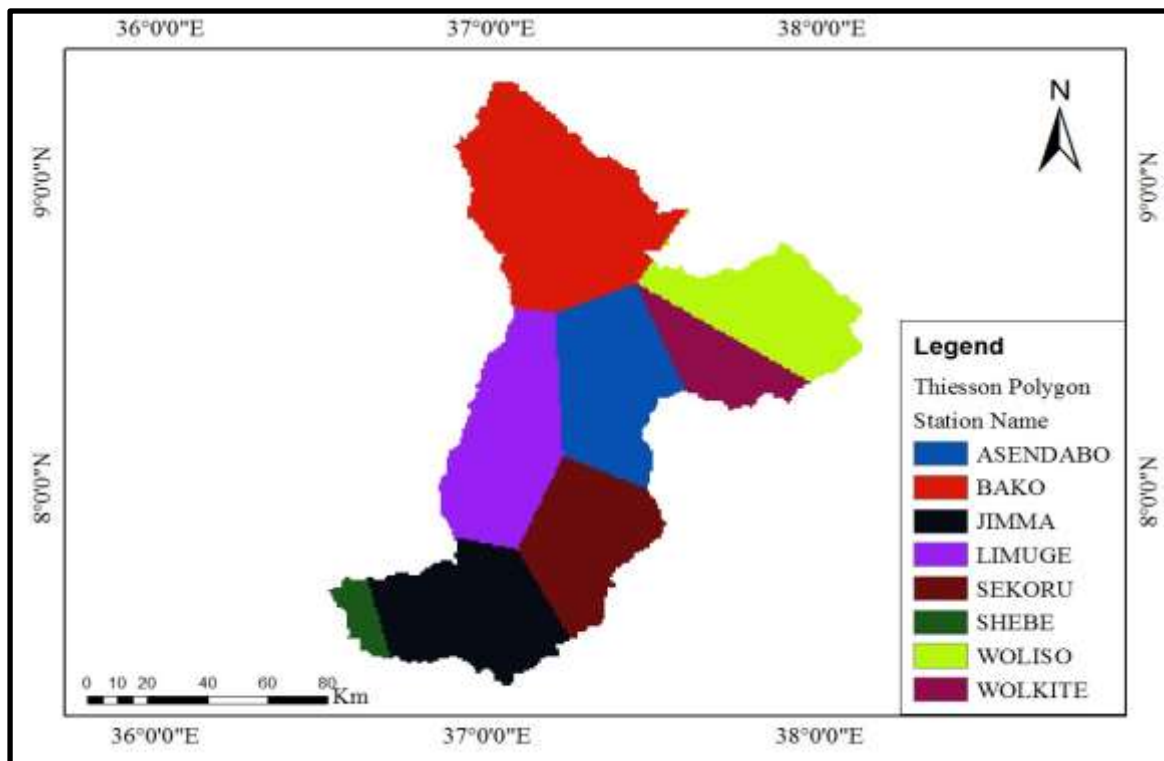 36°0'0"E 37°0'0"E 38°0'0"E
N
9°0'0"N 9°0'0"N
Legend
Thiesson Polygon
Station Name
8°0'0"N 8°0'0"N
ASENDABO
BAKO
JIMMA
LIMUGE
SEKORU
SHEBE
WOLISO
WOLKITE
0 10 20 40 60 80
Km
36°0'0"E 37°0'0"E 38°0'0"E